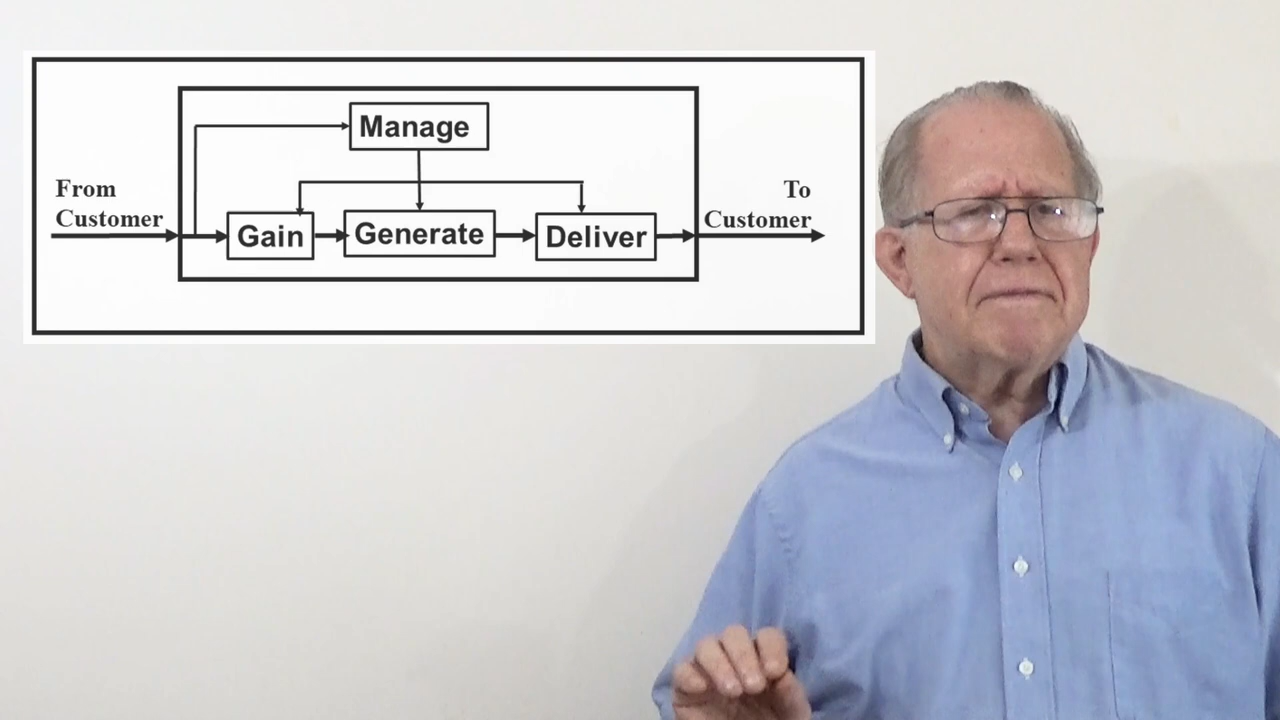 Manage
From
Customer
Gain
Generate
Deliver
To
Customer